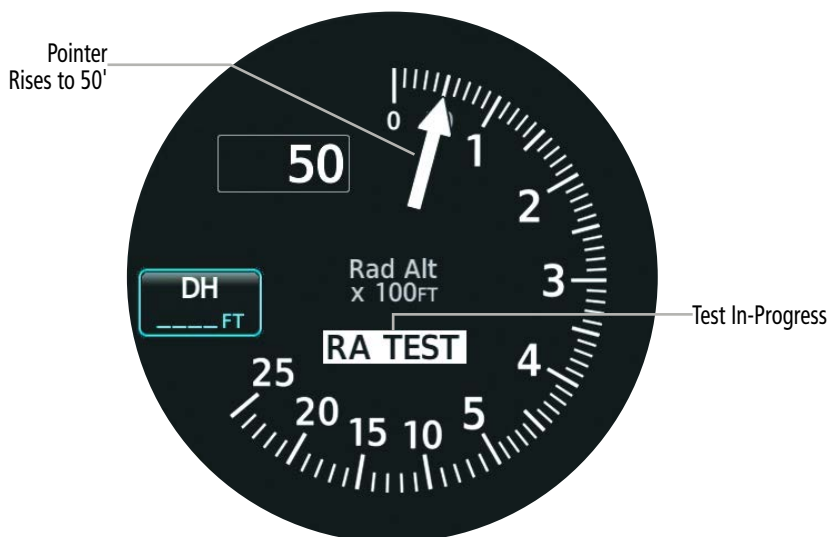 Pointer
Rises to 50'
0
1
2
3
4
5
10
15
20
25
50
Rad Alt
x 100FT
DH
____FT
RA TEST
Test In-Progress